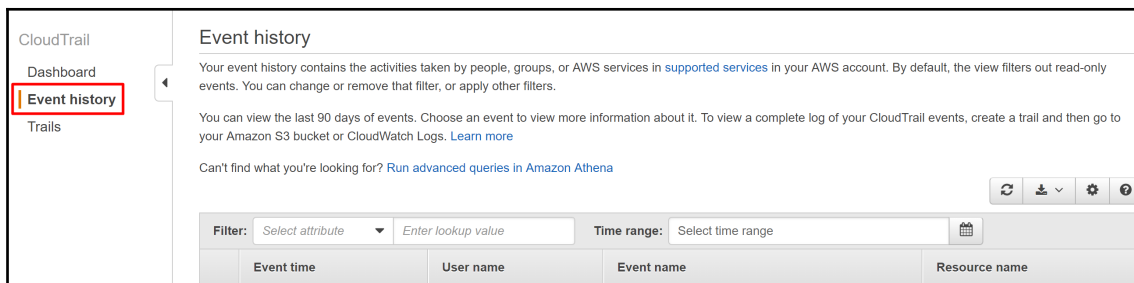 CloudTrail
Dashboard
Event history
Trails
Event history
Your event history contains the activities taken by people, groups, or AWS services in supported services in your AWS account. By default, the view filters out read-only
events. You can change or remove that filter, or apply other filters.
You can view the last 90 days of events. Choose an event to view more information about it. To view a complete log of your CloudTrail events, create a trail and then go to
your Amazon S3 bucket or CloudWatch Logs. Learn more
Can't find what you're looking for? Run advanced queries in Amazon Athena
Filter: Select attribute Enter lookup value Time range: Select time range
Event time User name Event name Resource name